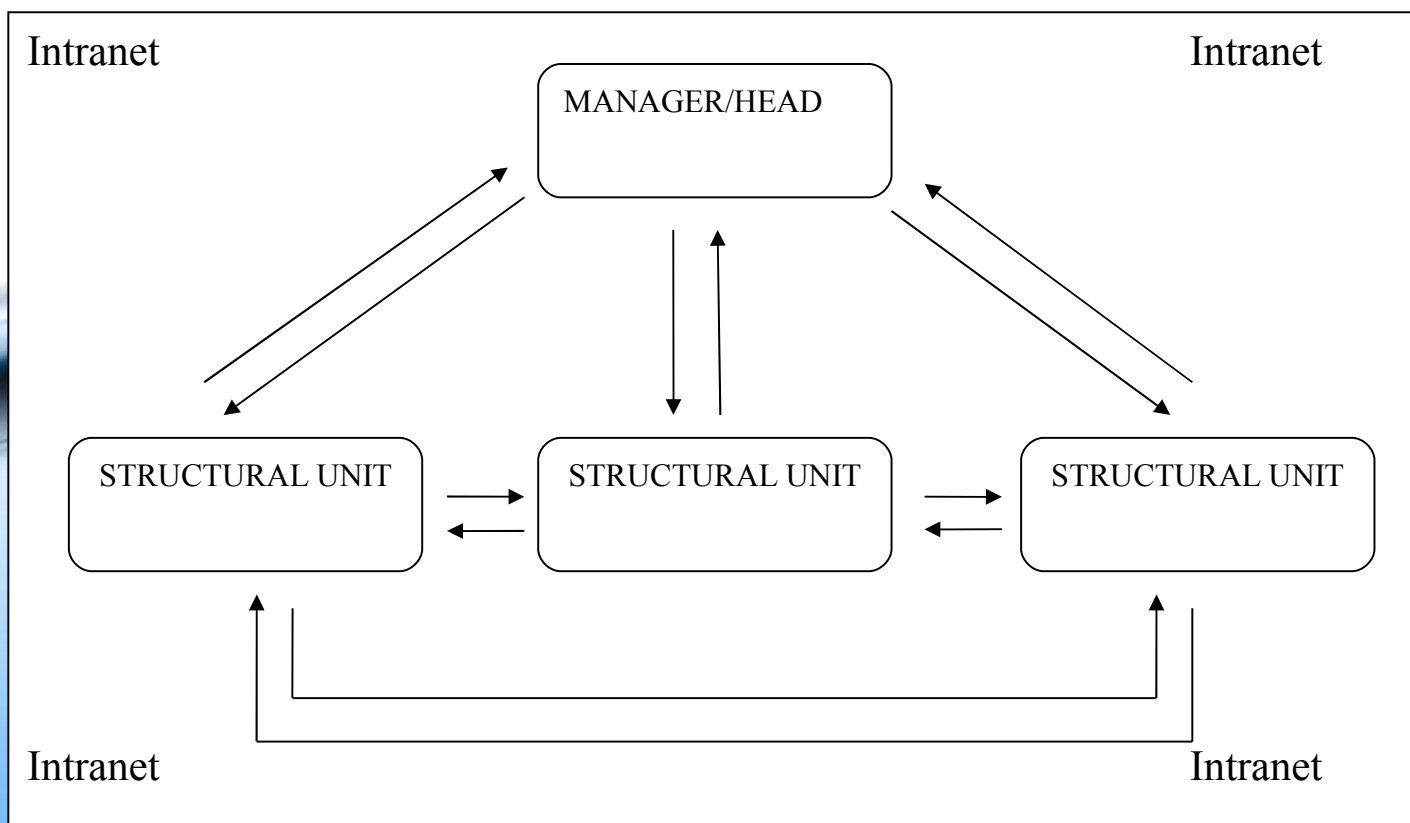 Intranet
Intranet
MANAGER/HEAD
STRUCTURAL UNIT
STRUCTURAL UNIT
STRUCTURAL UNIT
Intranet
Intranet